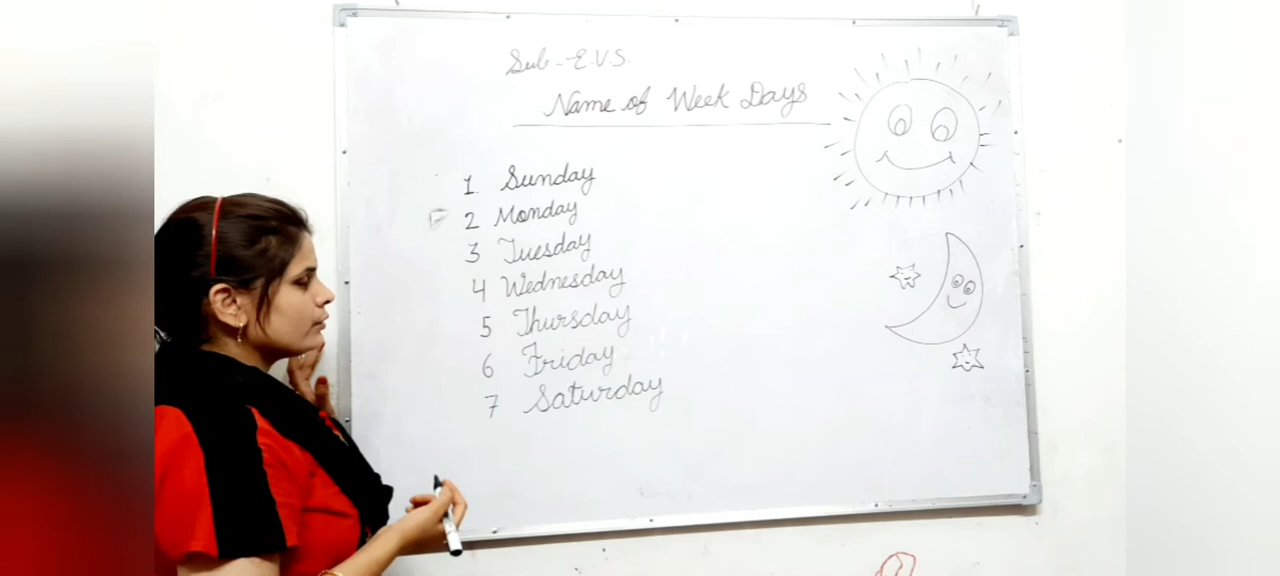 Sub - E.V.S.
Name of Week Days
1. Sunday
2 Monday
3 Tuesday
4 Wednesday
5 Thursday
6 Friday
7 Saturday